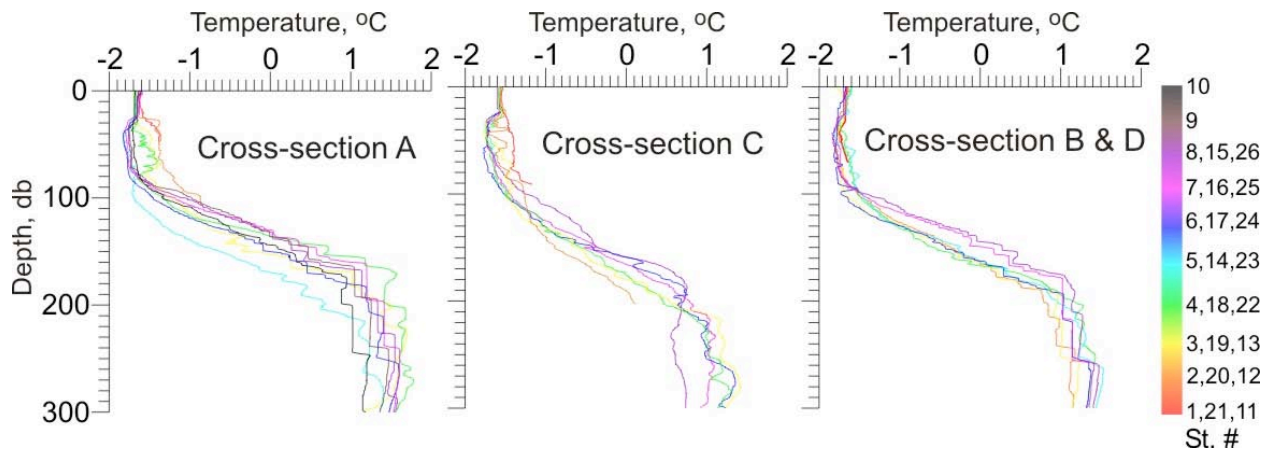 Temperature, ºC
-2 -1 0 1 2
Temperature, ºC
-2 -1 0 1 2
Temperature, ºC
-2 -1 0 1 2
Depth, db
0
100
200
300
Cross-section A
Cross-section C
Cross-section B & D
10
9
8,15,26
7,16,25
6,17,24
5,14,23
4,18,22
3,19,13
2,20,12
1,21,11
St. #